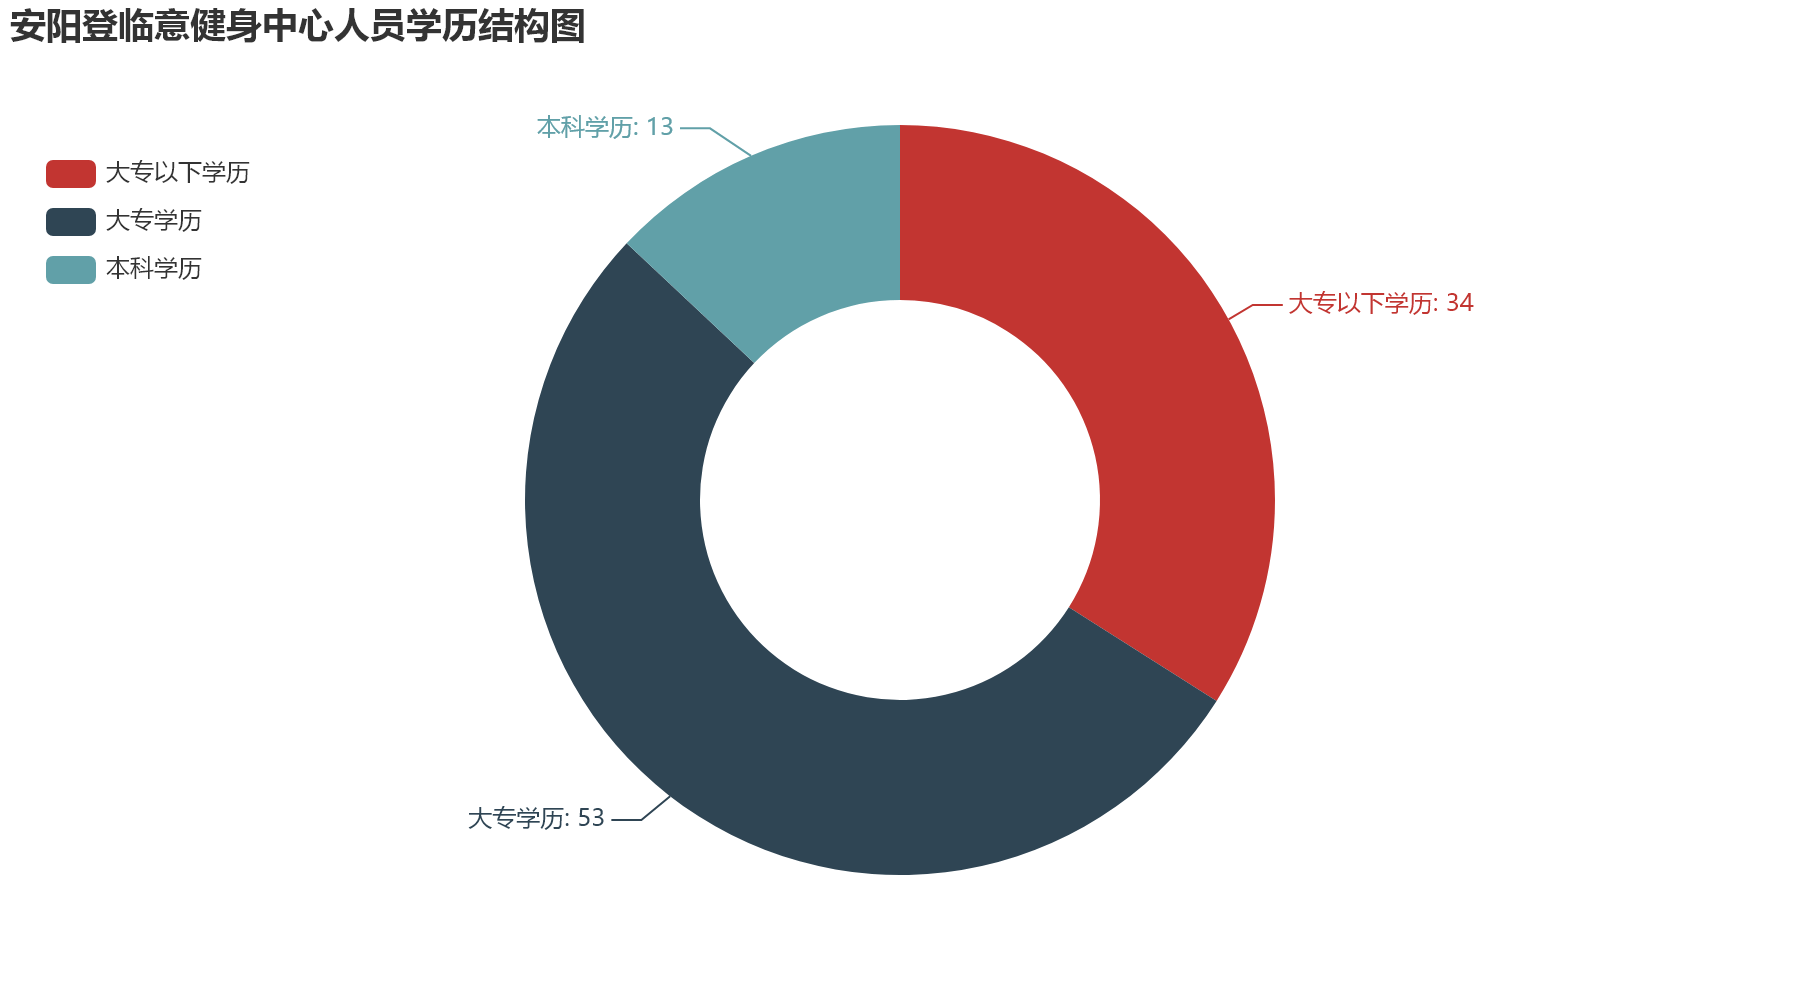 安阳登临意健身中心人员学历结构图
大专以下学历
大专学历
本科学历
本科学历: 13
大专以下学历: 34
大专学历: 53